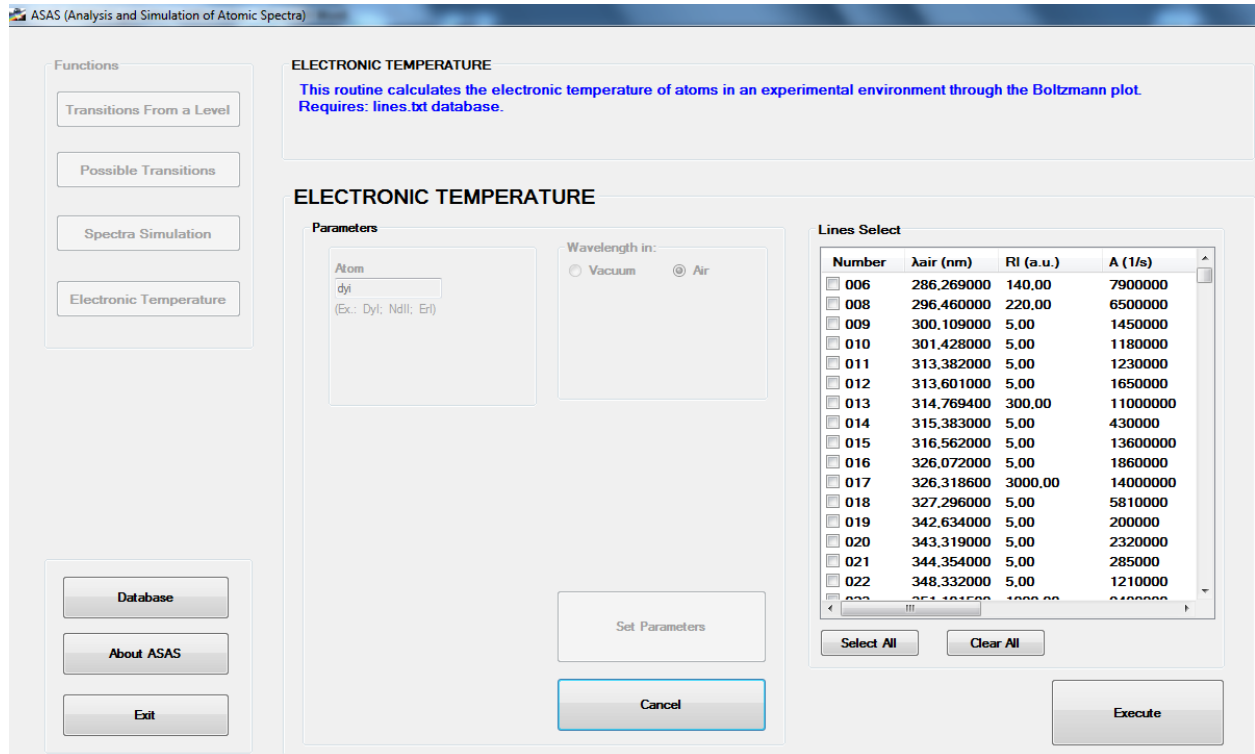 ASAS (Analysis and Simulation of Atomic Spectra)
Functions
Transitions From a Level
Possible Transitions
Spectra Simulation
Electronic Temperature
Database
About ASAS
Exit
ELECTRONIC TEMPERATURE
This routine calculates the electronic temperature of atoms in an experimental environment through the Boltzmann plot.
Requires: lines.txt database.
ELECTRONIC TEMPERATURE
Parameters
Atom
dyi
(Ex.: DyI; NdII; ErI)
Wavelength in:
Vacuum Air
Set Parameters
Cancel
Lines Select
Number λair (nm) RI (a.u.) A (1/s)
006 286,269000 140,00 7900000
008 296,460000 220,00 6500000
009 300,109000 5,00 1450000
010 301,428000 5,00 1180000
011 313,382000 5,00 1230000
012 313,601000 5,00 1650000
013 314,769400 300,00 11000000
014 315,383000 5,00 430000
015 316,562000 5,00 13600000
016 326,072000 5,00 1860000
017 326,318600 3000,00 14000000
018 327,296000 5,00 5810000
019 342,634000 5,00 200000
020 343,319000 5,00 2320000
021 344,354000 5,00 285000
022 348,332000 5,00 1210000
Select All Clear All
Execute